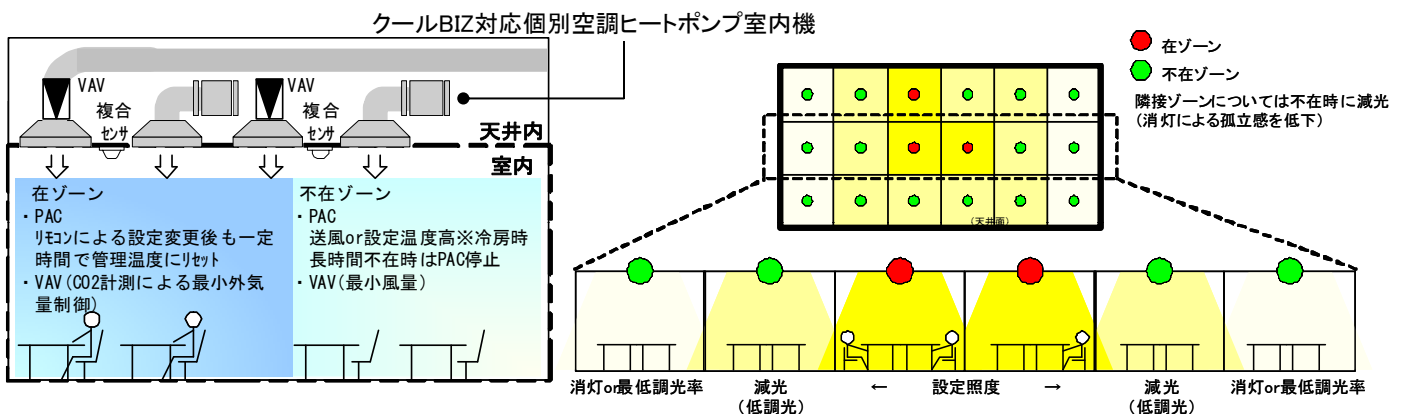 クールBIZ対応個別空調ヒートポンプ室内機
VAV
複合
センサ
VAV
複合
センサ
天井内
室内
在ゾーン
・PAC
リモコンによる設定変更後も一定
時間で管理温度にリセット
・VAV(CO2計測による最小外気
量制御)
不在ゾーン
・PAC
送風or設定温度高※冷房時
長時間不在時はPAC停止
・VAV(最小風量)
在ゾーン
不在ゾーン
隣接ゾーンについては不在時に減光
(消灯による孤立感を低下)
(天井面)
消灯or最低調光率
減光
(低調光)
← 設定照度 →
減光
(低調光)
消灯or最低調光率